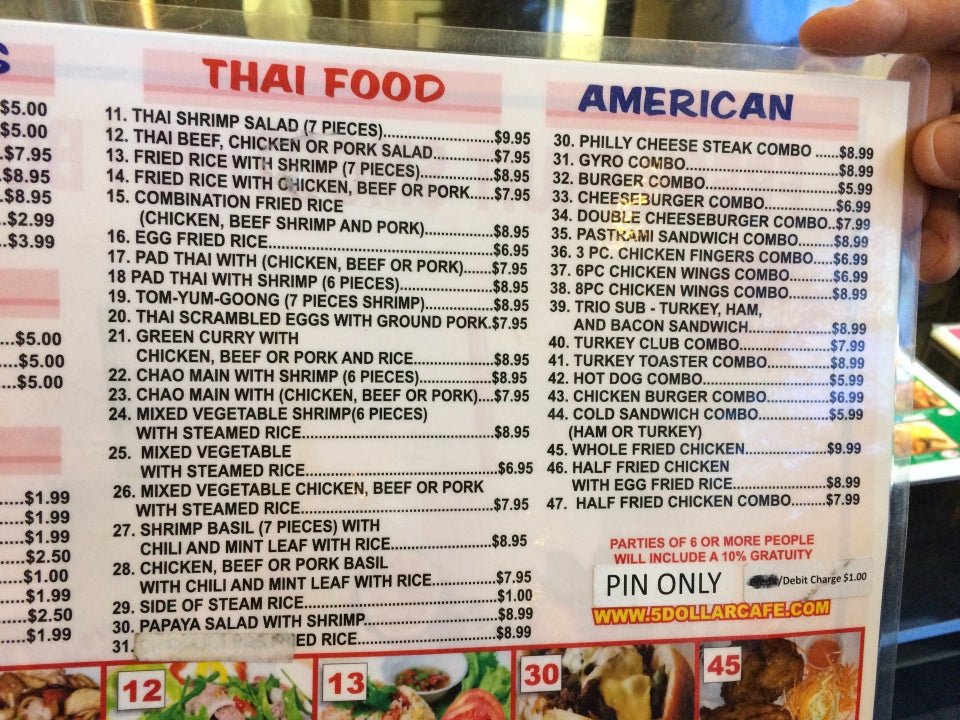 S
$5.00
$5.00
.$7.95
.$8.95
.$8.95
..$2.99
..$3.99
....$5.00
....$5.00
....$5.00
.....$1.99
.....$1.99
.....$1.99
.....$2.50
.....$1.00
.....$1.99
.....$2.50
.....$1.99
THAI FOOD
11. THAI SHRIMP SALAD (7 PIECES)........................$9.95
12. THAI BEEF, CHICKEN OR PORK SALAD.............$7.95
13. FRIED RICE WITH SHRIMP (7 PIECES)...............$8.95
14. FRIED RICE WITH CHICKEN, BEEF OR PORK.....$7.95
15. COMBINATION FRIED RICE
(CHICKEN, BEEF SHRIMP AND PORK)................$8.95
16. EGG FRIED RICE................................................$6.95
17. PAD THAI WITH (CHICKEN, BEEF OR PORK)......$7.95
18 PAD THAI WITH SHRIMP (6 PIECES)....................$8.95
19. TOM-YUM-GOONG (7 PIECES SHRIMP)...............$8.95
20. THAI SCRAMBLED EGGS WITH GROUND PORK.$7.95
21. GREEN CURRY WITH
CHICKEN, BEEF OR PORK AND RICE..................$8.95
22. CHAO MAIN WITH SHRIMP (6 PIECES)................$8.95
23. CHAO MAIN WITH (CHICKEN, BEEF OR PORK)....$7.95
24. MIXED VEGETABLE SHRIMP(6 PIECES)
WITH STEAMED RICE..........................................$8.95
25. MIXED VEGETABLE
WITH STEAMED RICE..........................................$6.95
26. MIXED VEGETABLE CHICKEN, BEEF OR PORK
WITH STEAMED RICE..........................................$7.95
27. SHRIMP BASIL (7 PIECES) WITH
CHILI AND MINT LEAF WITH RICE......................$8.95
28. CHICKEN, BEEF OR PORK BASIL
WITH CHILI AND MINT LEAF WITH RICE..............$7.95
29. SIDE OF STEAM RICE..........................................$1.00
30. PAPAYA SALAD WITH SHRIMP...........................$8.99
31. ED RICE.............................$8.99
AMERICAN
30. PHILLY CHEESE STEAK COMBO ......$8.99
31. GYRO COMBO..................................$8.99
32. BURGER COMBO.............................$5.99
33. CHEESEBURGER COMBO................$6.99
34. DOUBLE CHEESEBURGER COMBO..$7.99
35. PASTRAMI SANDWICH COMBO........$8.99
36. 3 PC. CHICKEN FINGERS COMBO.....$6.99
37. 6PC CHICKEN WINGS COMBO..........$6.99
38. 8PC CHICKEN WINGS COMBO..........$8.99
39. TRIO SUB - TURKEY, HAM,
AND BACON SANDWICH...................$8.99
40. TURKEY CLUB COMBO....................$7.99
41. TURKEY TOASTER COMBO..............$8.99
42. HOT DOG COMBO.............................$5.99
43. CHICKEN BURGER COMBO..............$6.99
44. COLD SANDWICH COMBO................$5.99
(HAM OR TURKEY)
45. WHOLE FRIED CHICKEN..................$9.99
46. HALF FRIED CHICKEN
WITH EGG FRIED RICE.....................$8.99
47. HALF FRIED CHICKEN COMBO........$7.99
PARTIES OF 6 OR MORE PEOPLE
WILL INCLUDE A 10% GRATUITY
PIN ONLY
/Debit Charge $1.00
WWW.5DOLLARCAFE.COM
12
13
30
45